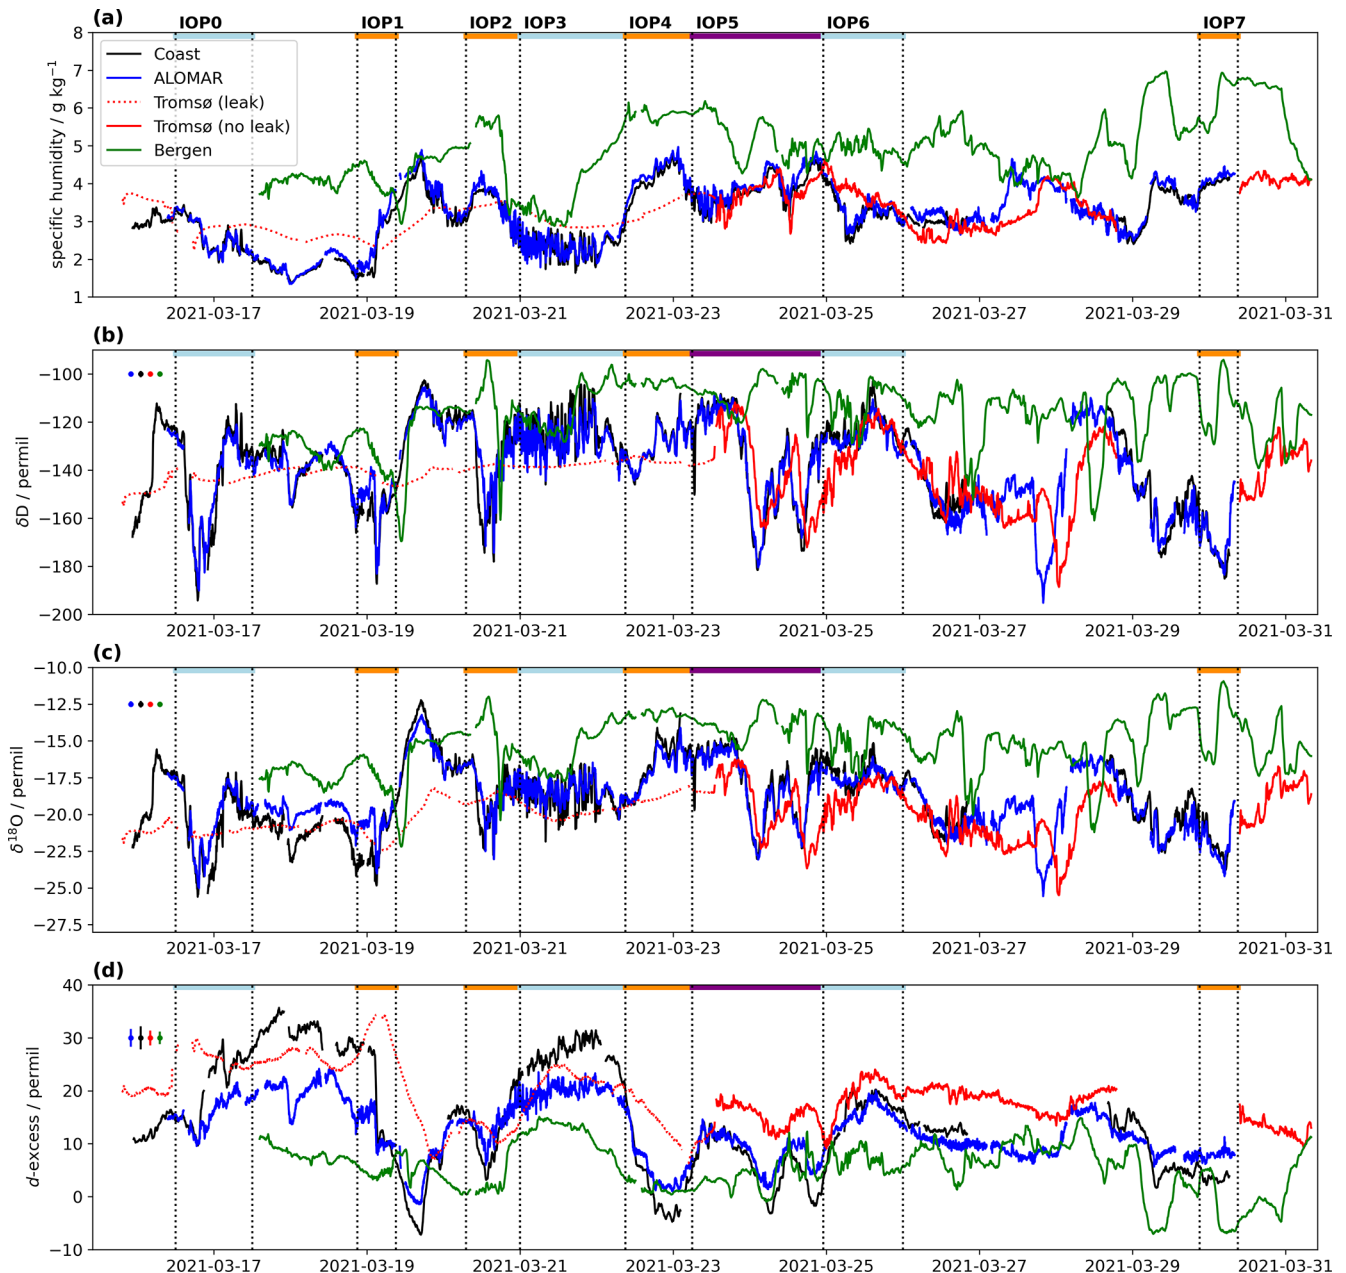 (a)
IOP0 IOP1 IOP2 IOP3 IOP4 IOP5 IOP6 IOP7
8
7
6
5
4
3
2
1
specific humidity / g kg⁻¹
Coast
ALOMAR
Tromsø (leak)
Tromsø (no leak)
Bergen
2021-03-17 2021-03-19 2021-03-21 2021-03-23 2021-03-25 2021-03-27 2021-03-29 2021-03-31
(b)
−100
−120
−140
−160
−180
−200
δD / permil
2021-03-17 2021-03-19 2021-03-21 2021-03-23 2021-03-25 2021-03-27 2021-03-29 2021-03-31
(c)
−10.0
−12.5
−15.0
−17.5
−20.0
−22.5
−25.0
−27.5
δ¹⁸O / permil
2021-03-17 2021-03-19 2021-03-21 2021-03-23 2021-03-25 2021-03-27 2021-03-29 2021-03-31
(d)
40
30
20
10
0
−10
d-excess / permil
2021-03-17 2021-03-19 2021-03-21 2021-03-23 2021-03-25 2021-03-27 2021-03-29 2021-03-31